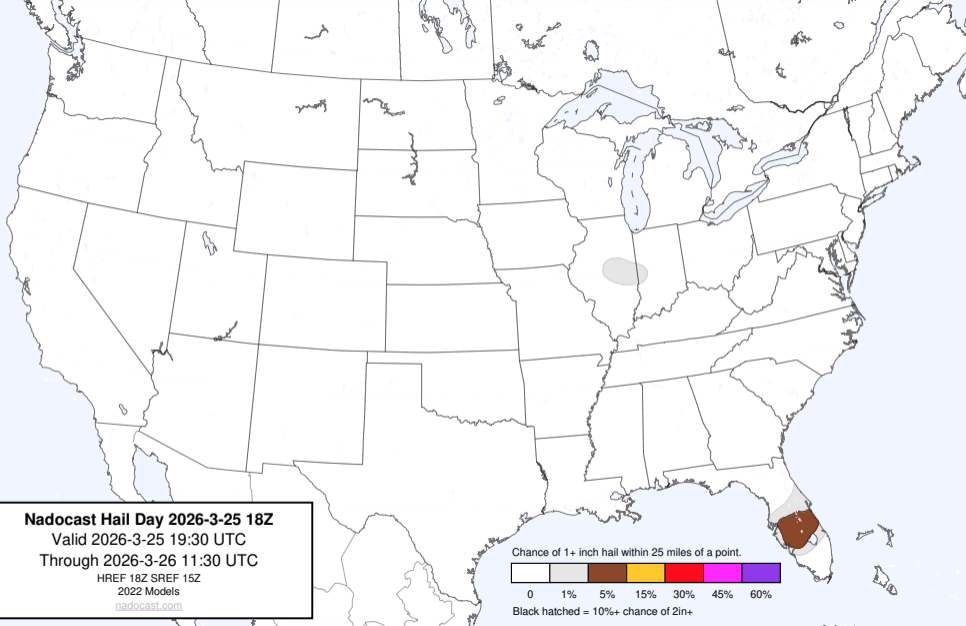 Nadocast Hail Day 2026-3-25 18Z
Valid 2026-3-25 19:30 UTC
Through 2026-3-26 11:30 UTC
HREF 18Z SREF 15Z
2022 Models
nadocast.com
Chance of 1+ inch hail within 25 miles of a point.
0 1% 5% 15% 30% 45% 60%
Black hatched = 10%+ chance of 2in+